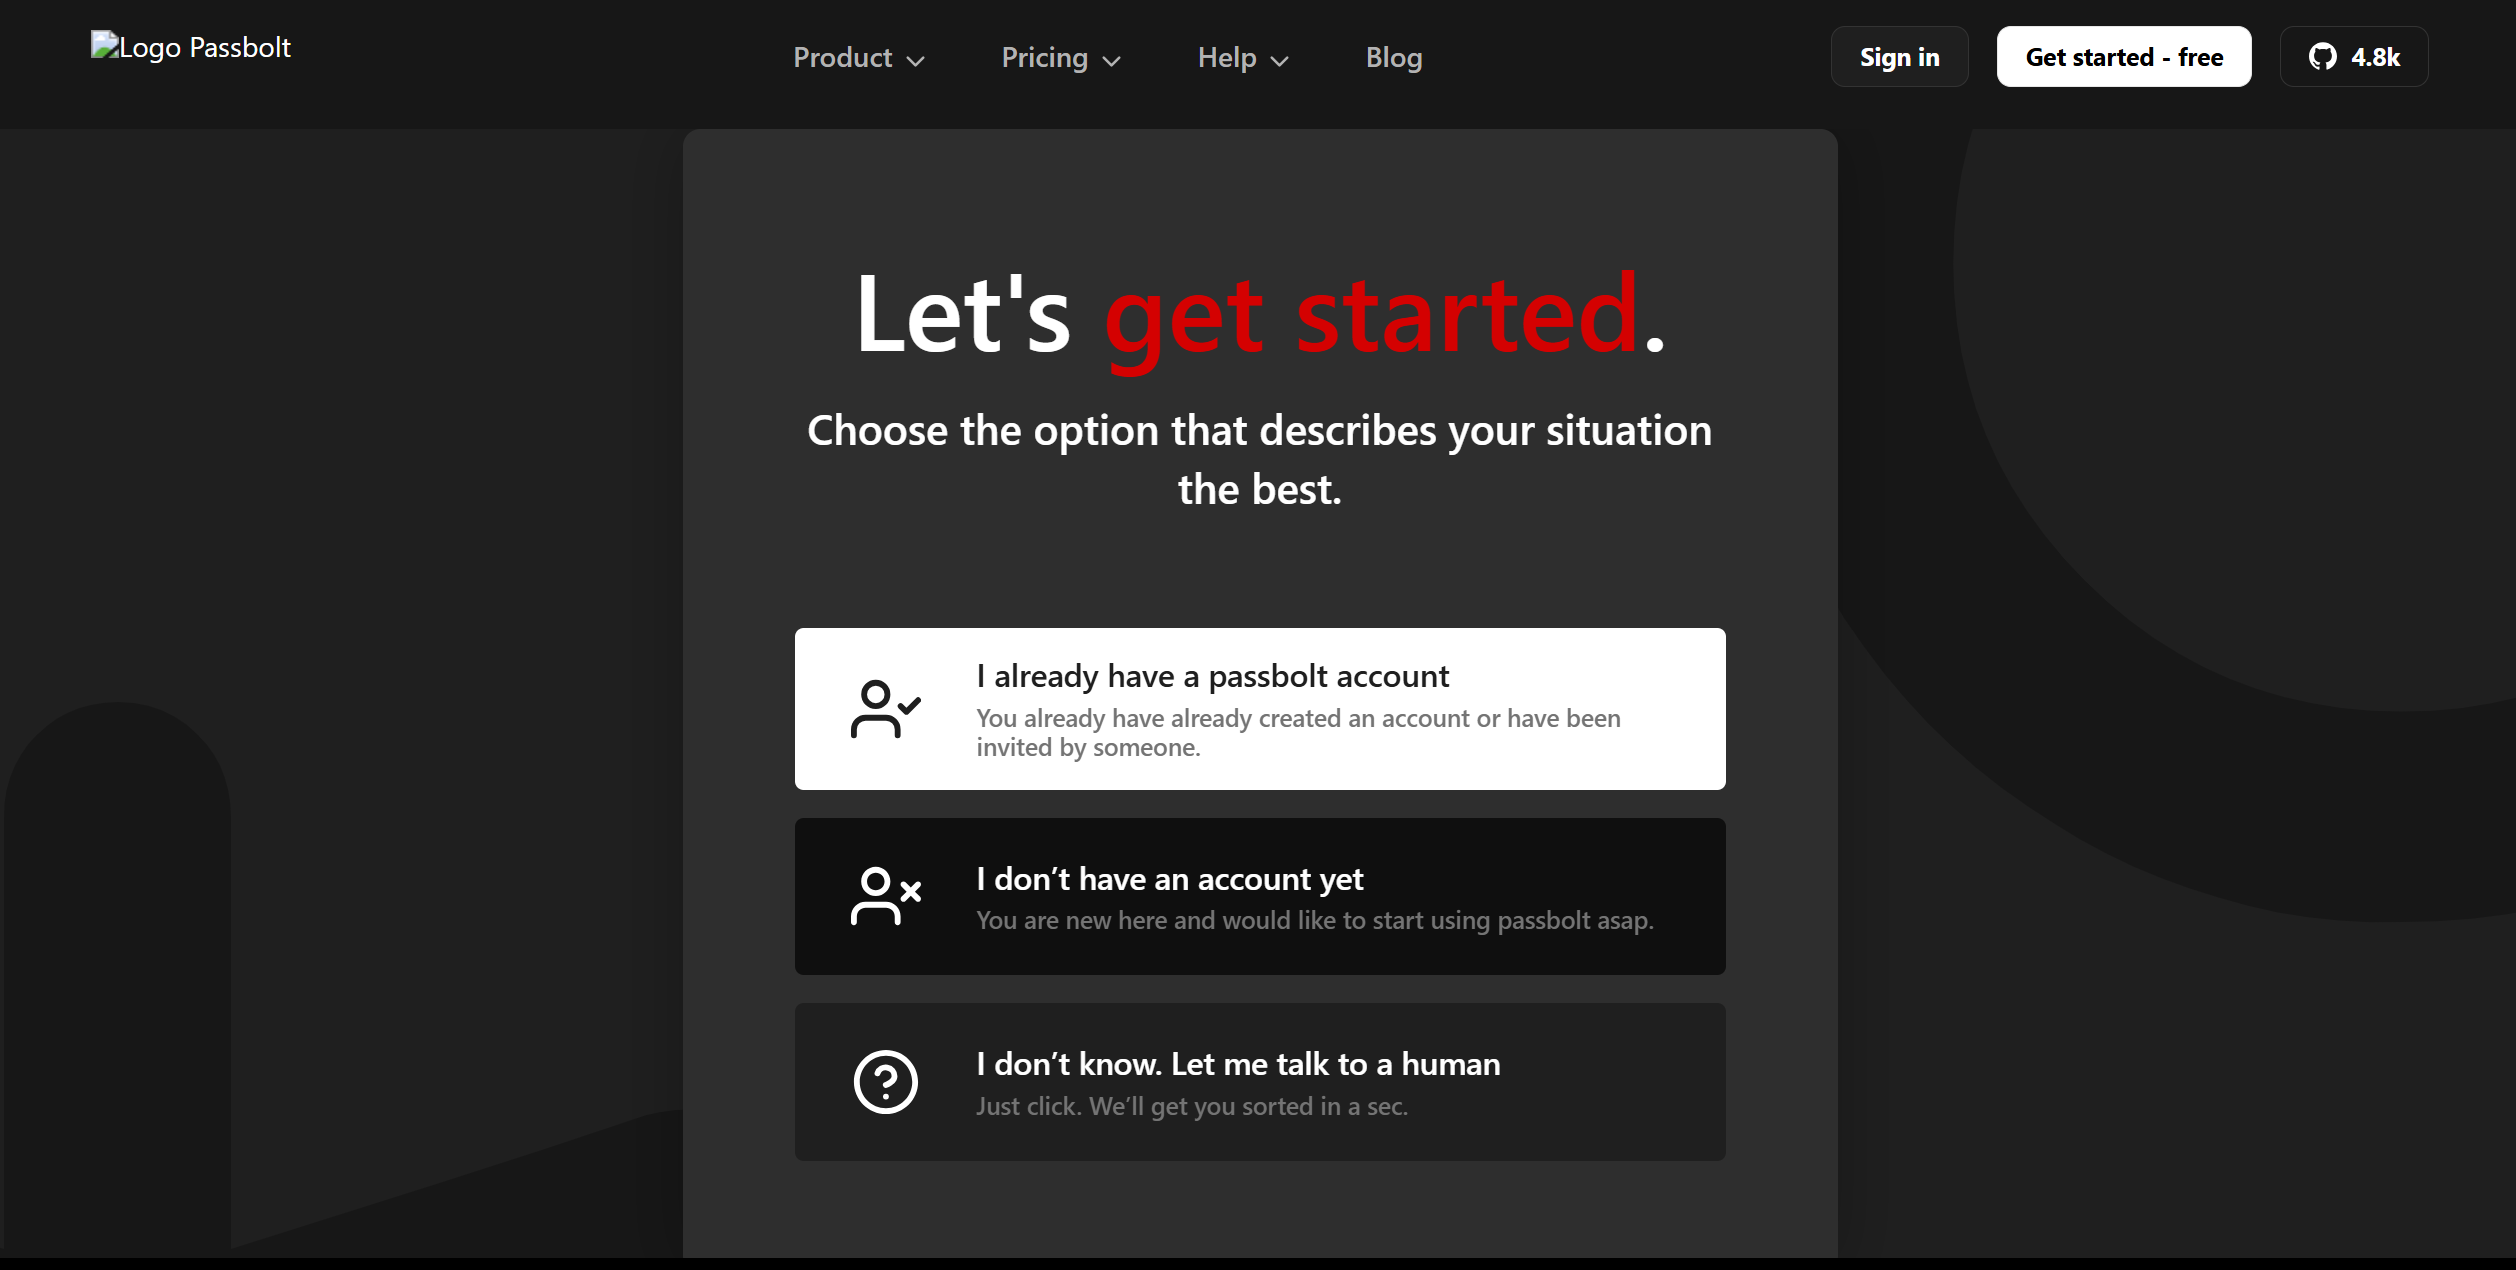 Logo Passbolt
Product
Pricing
Help
Blog
Sign in
Get started - free
4.8k
Let's get started.
Choose the option that describes your situation
the best.
I already have a passbolt account
You already have already created an account or have been
invited by someone.
I don’t have an account yet
You are new here and would like to start using passbolt asap.
I don’t know. Let me talk to a human
Just click. We’ll get you sorted in a sec.